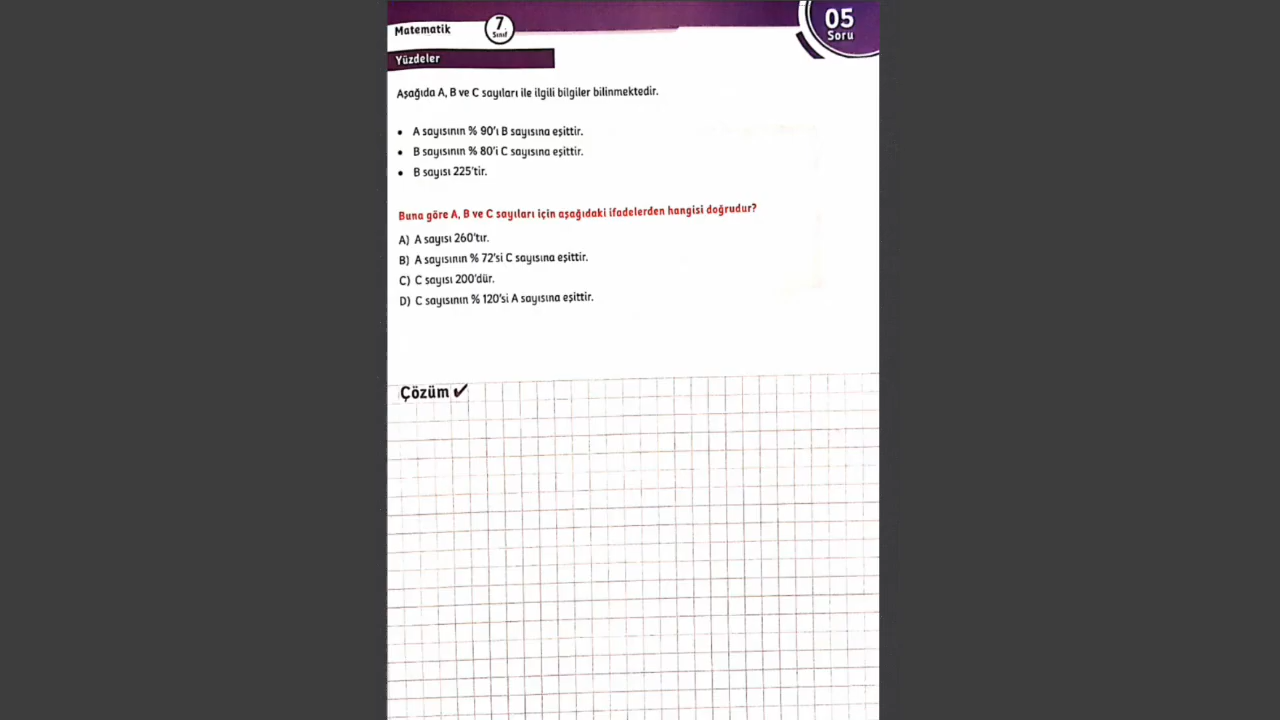 Matematik
7
Sınıf
05
Soru
Yüzdeler
Aşağıda A, B ve C sayıları ile ilgili bilgiler bilinmektedir.
• A sayısının % 90'ı B sayısına eşittir.
• B sayısının % 80'i C sayısına eşittir.
• B sayısı 225'tir.
Buna göre A, B ve C sayıları için aşağıdaki ifadelerden hangisi doğrudur?
A) A sayısı 260'tır.
B) A sayısının % 72'si C sayısına eşittir.
C) C sayısı 200'dür.
D) C sayısının % 120'si A sayısına eşittir.
Çözüm ✔